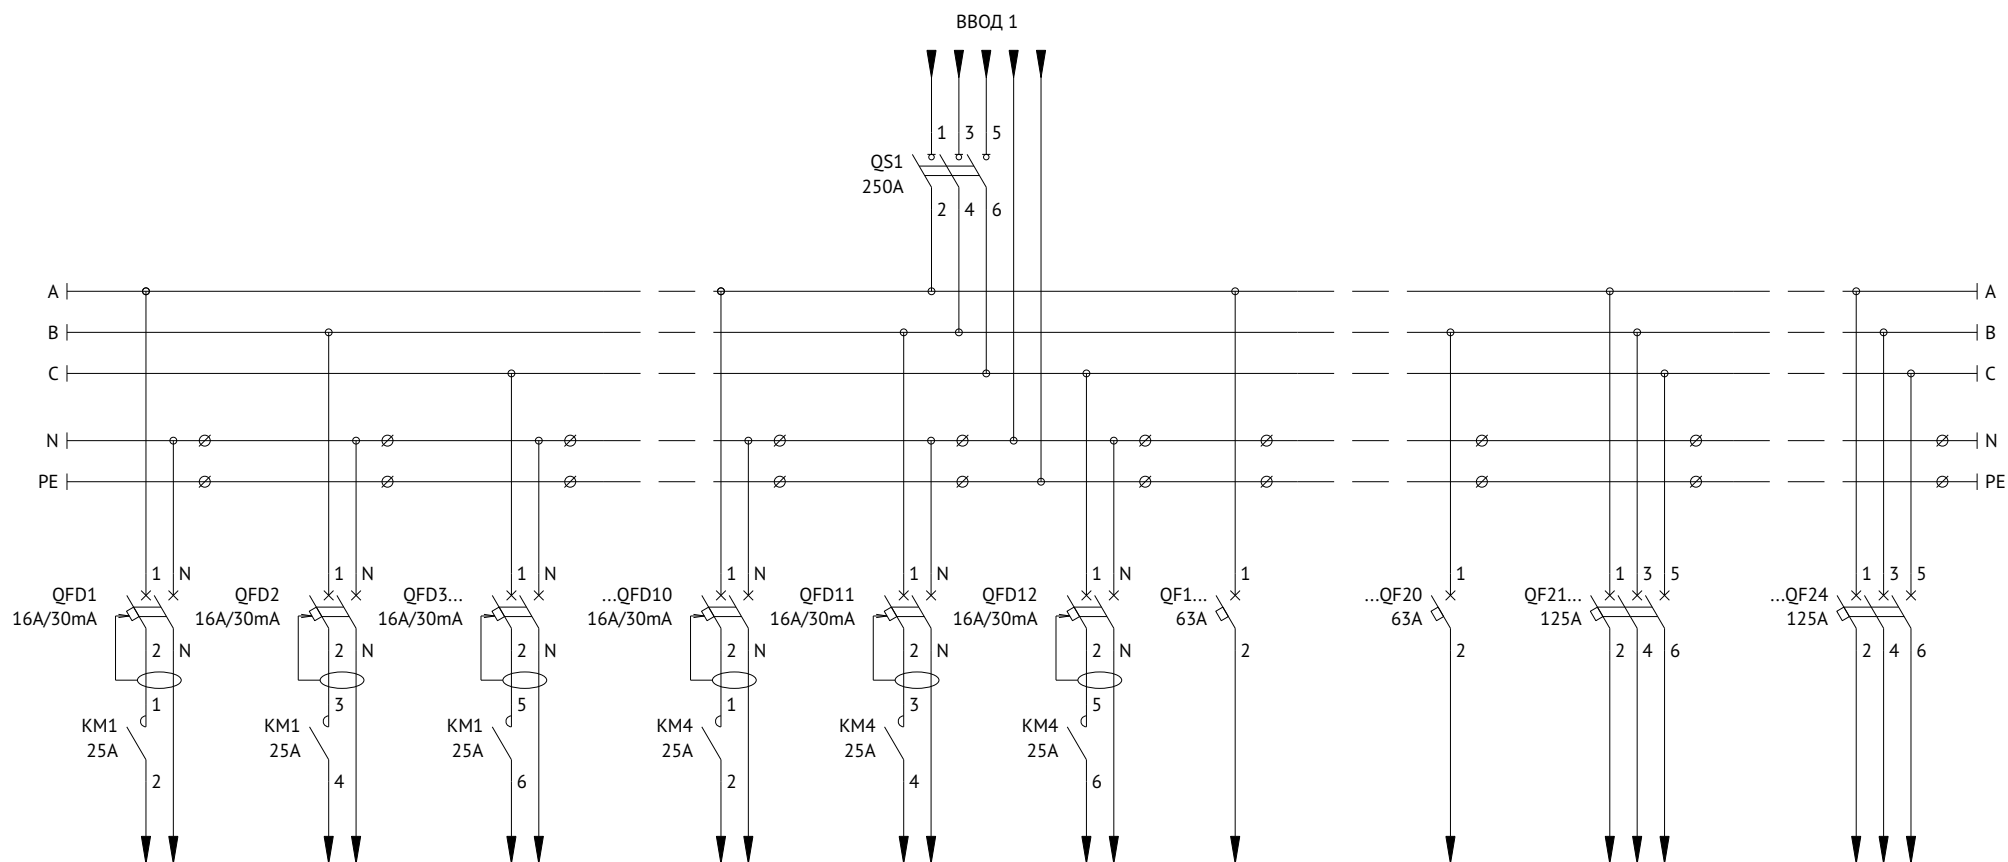 ВВОД 1
1 3 5
QS1
250A
2 4 6
A A
B B
C C
N N
PE PE
1 N 1 N 1 N 1 N 1 N 1 N 1 1 1 3 5 1 3 5
QFD1 QFD2 QFD3... ...QFD10 QFD11 QFD12 QF1... ...QF20 QF21... ...QF24
16A/30mA 16A/30mA 16A/30mA 16A/30mA 16A/30mA 16A/30mA 63A 63A 125A 125A
2 N 2 N 2 N 2 N 2 N 2 N 2 2 2 4 6 2 4 6
1 3 5 1 3 5
KM1 KM1 KM1 KM4 KM4 KM4
25A 25A 25A 25A 25A 25A
2 4 6 2 4 6